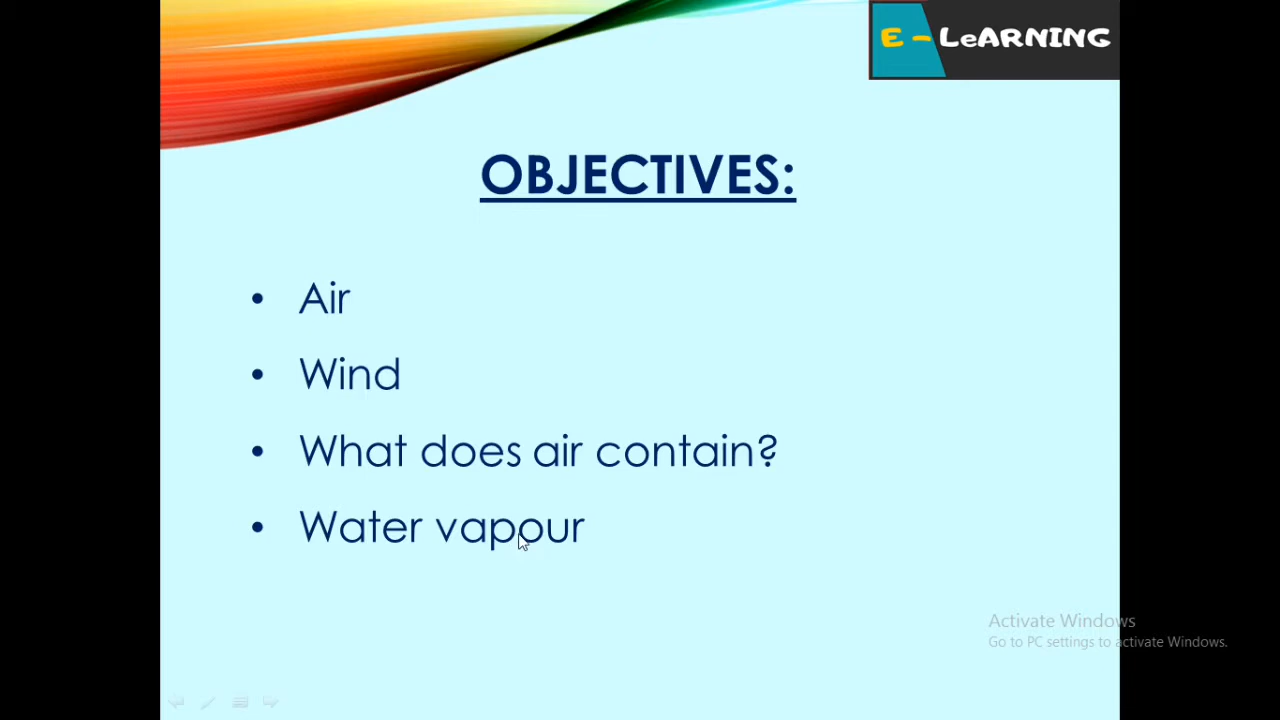 E – LeARNING
OBJECTIVES:
• Air
• Wind
• What does air contain?
• Water vapour
Activate Windows
Go to PC settings to activate Windows.